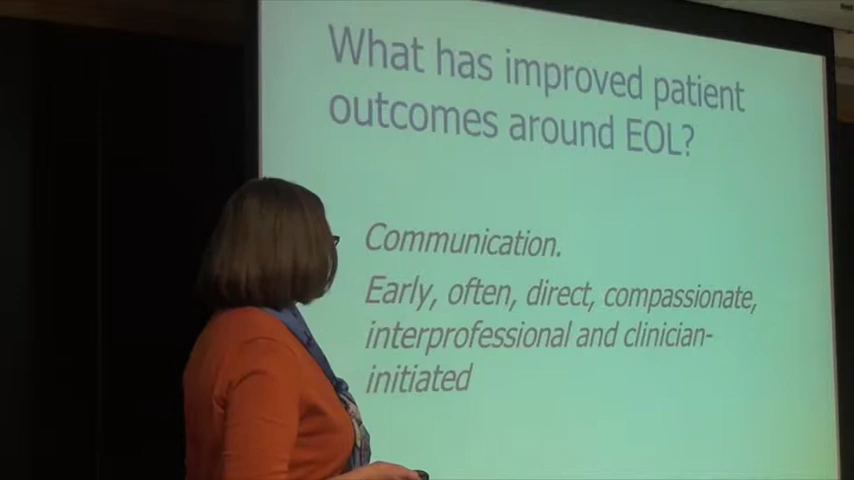 What has improved patient
outcomes around EOL?
Communication.
Early, often, direct, compassionate,
interprofessional and clinician-
initiated